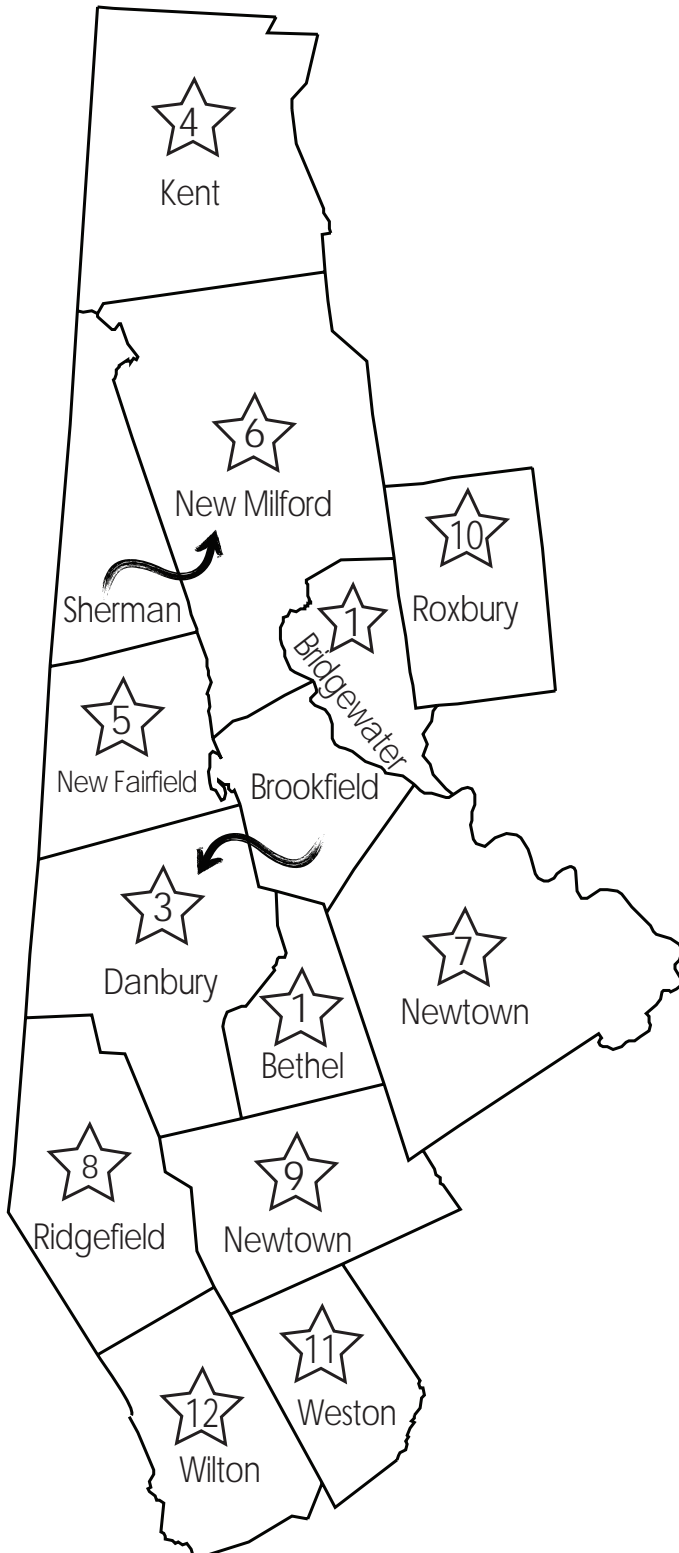 4
Kent
6
New Milford
10
Roxbury
Sherman
1
Bridgewater
5
New Fairfield
Brookfield
3
Danbury
7
Newtown
1
Bethel
8
Ridgefield
9
Newtown
11
Weston
12
Wilton